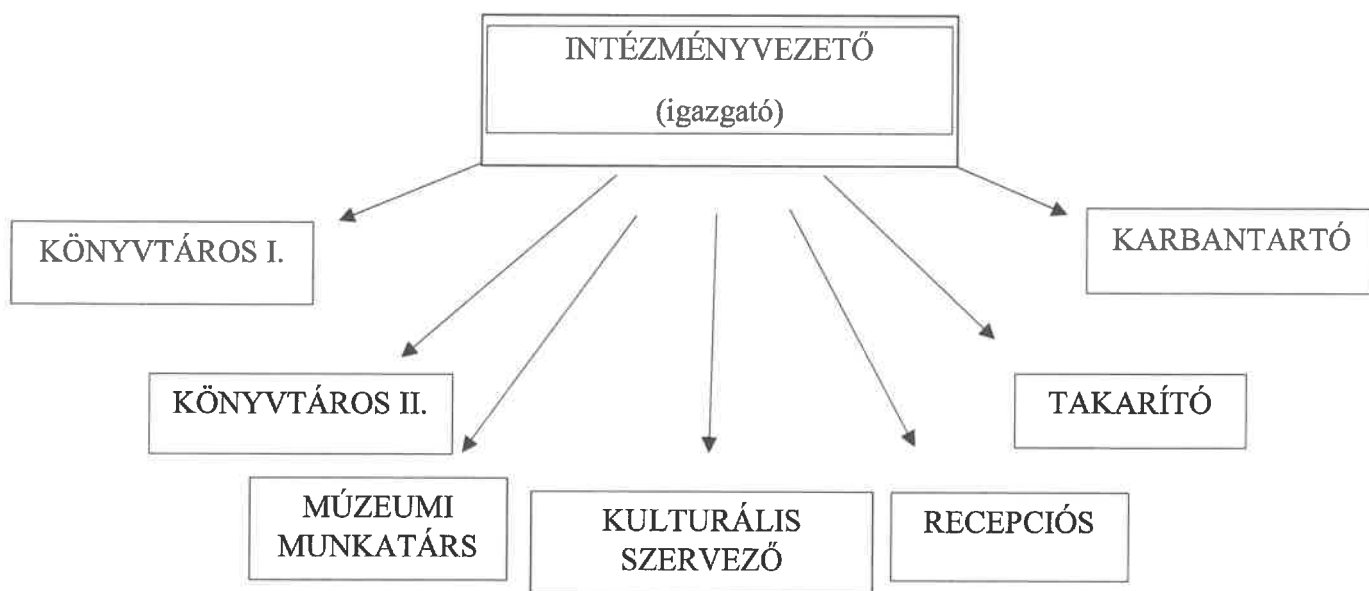 INTÉZMÉNYVEZETŐ
(igazgató)
KÖNYVTÁROS I.
KARBANTARTÓ
KÖNYVTÁROS II.
TAKARÍTÓ
MÚZEUMI
MUNKATÁRS
KULTURÁLIS
SZERVEZŐ
RECEPCIÓS